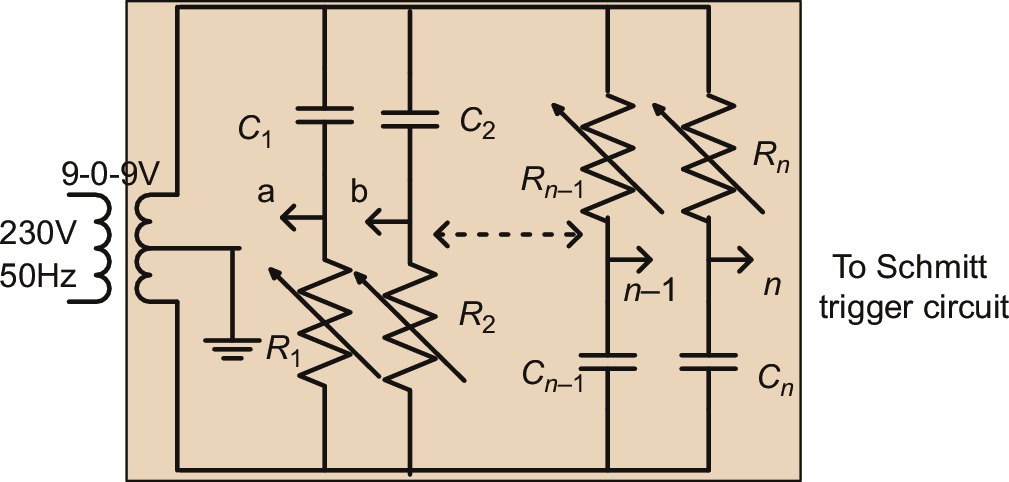 9-0-9V
230V
50Hz
C1
C2
a
b
R1
R2
Rn–1
Rn
n–1
n
Cn–1
Cn
To Schmitt
trigger circuit